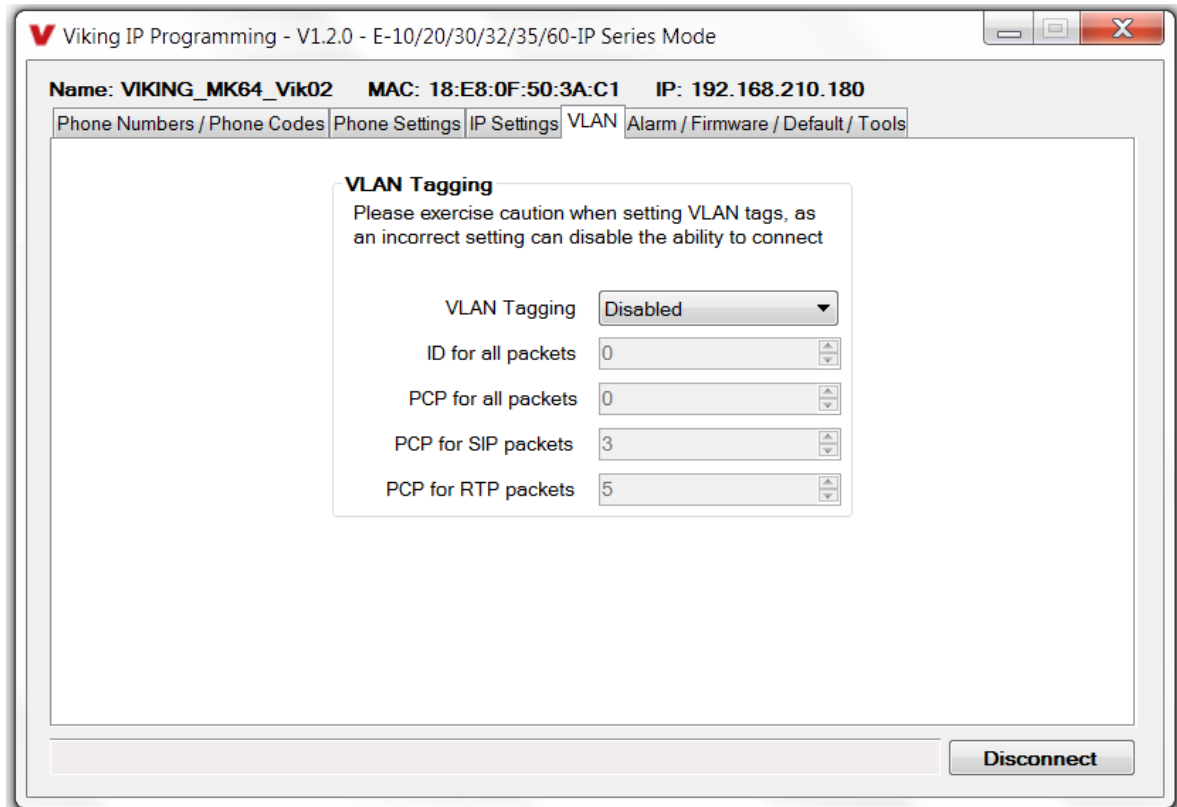 Viking IP Programming - V1.2.0 - E-10/20/30/32/35/60-IP Series Mode
Name: VIKING_MK64_Vik02 MAC: 18:E8:0F:50:3A:C1 IP: 192.168.210.180
Phone Numbers / Phone Codes Phone Settings IP Settings VLAN Alarm / Firmware / Default / Tools
VLAN Tagging
Please exercise caution when setting VLAN tags, as
an incorrect setting can disable the ability to connect
VLAN Tagging Disabled
ID for all packets 0
PCP for all packets 0
PCP for SIP packets 3
PCP for RTP packets 5
Disconnect